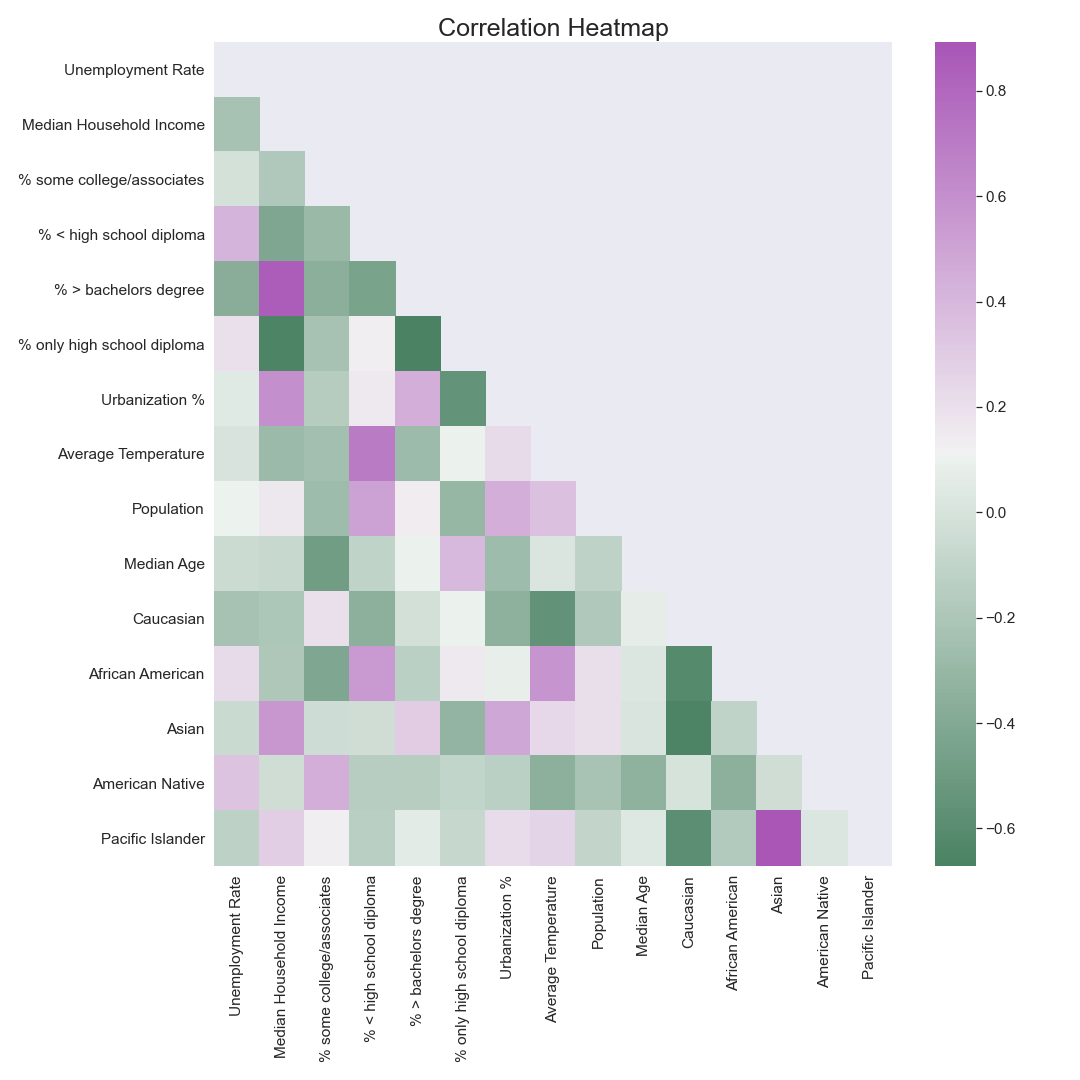 Correlation Heatmap
Unemployment Rate
Median Household Income
% some college/associates
% < high school diploma
% > bachelors degree
% only high school diploma
Urbanization %
Average Temperature
Population
Median Age
Caucasian
African American
Asian
American Native
Pacific Islander
Unemployment Rate
Median Household Income
% some college/associates
% < high school diploma
% > bachelors degree
% only high school diploma
Urbanization %
Average Temperature
Population
Median Age
Caucasian
African American
Asian
American Native
Pacific Islander
0.8
0.6
0.4
0.2
0.0
−0.2
−0.4
−0.6